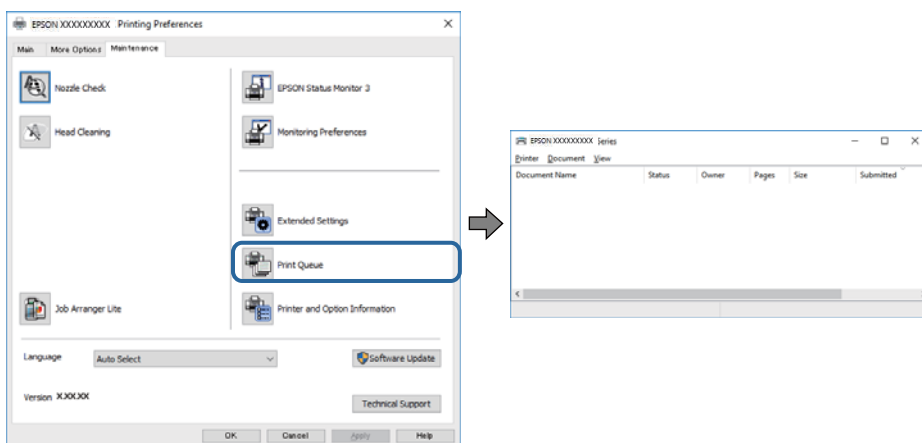 EPSON XXXXXXXXX Printing Preferences
Main More Options Maintenance
Nozzle Check
EPSON Status Monitor 3
Head Cleaning
Monitoring Preferences
Extended Settings
Print Queue
Job Arranger Lite
Printer and Option Information
Language Auto Select
Software Update
Version X.XX.XX
Technical Support
OK Cancel Apply Help
EPSON XXXXXXXXX Series
Printer Document View
Document Name Status Owner Pages Size Submitted